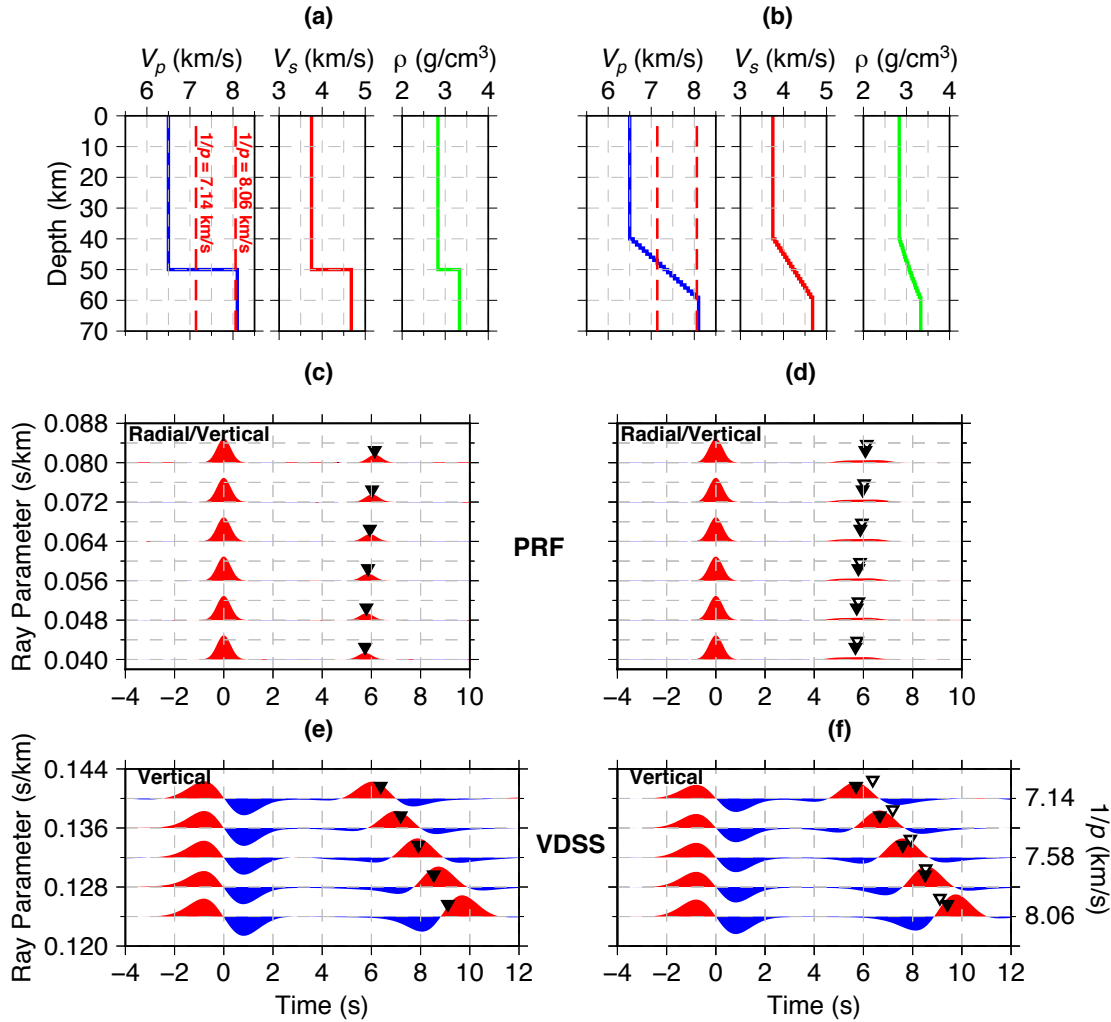 (a)
(b)
Vp (km/s) Vs (km/s) ρ (g/cm³)
6 7 8 3 4 5 2 3 4
Vp (km/s) Vs (km/s) ρ (g/cm³)
6 7 8 3 4 5 2 3 4
Depth (km)
0
10
20
30
40
50
60
70
1/p = 7.14 km/s
1/p = 8.06 km/s
(c)
(d)
Ray Parameter (s/km)
0.088
0.080
0.072
0.064
0.056
0.048
0.040
Radial/Vertical
−4 −2 0 2 4 6 8 10
PRF
Radial/Vertical
−4 −2 0 2 4 6 8 10
(e)
(f)
Ray Parameter (s/km)
0.144
0.136
0.128
0.120
Vertical
−4 −2 0 2 4 6 8 10 12
Time (s)
VDSS
Vertical
−4 −2 0 2 4 6 8 10 12
Time (s)
7.14
7.58
8.06
1/p (km/s)